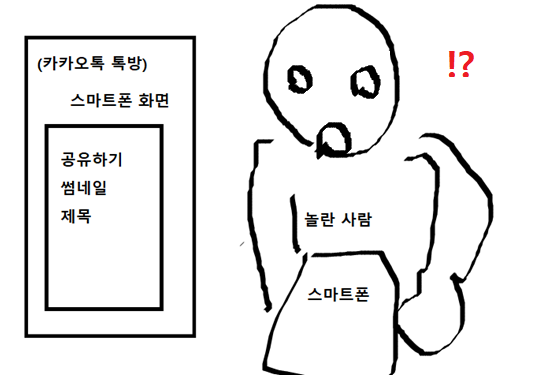 (카카오톡 톡방)
스마트폰 화면
공유하기
썸네일
제목
!?
놀란 사람
스마트폰